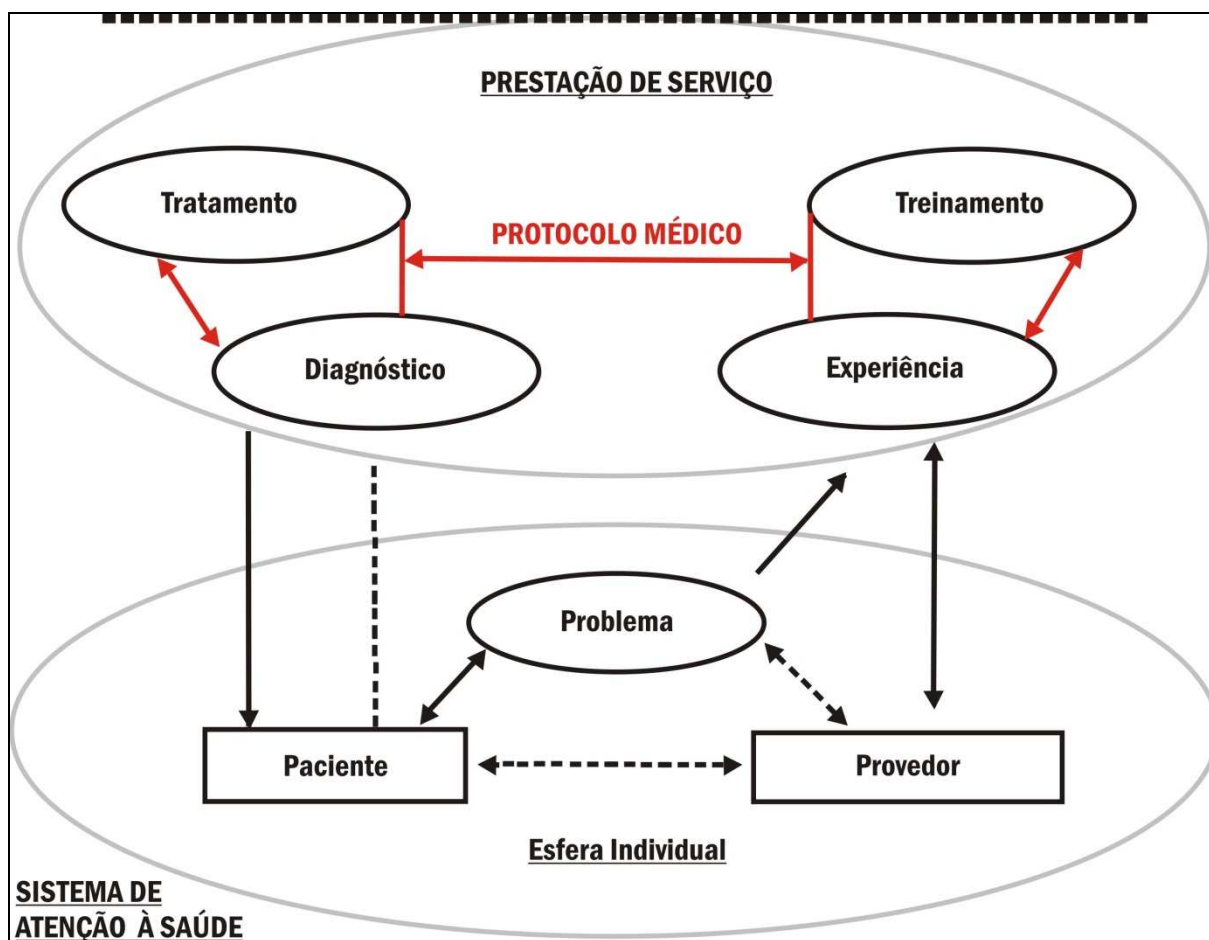 PRESTAÇÃO DE SERVIÇO
Tratamento
Treinamento
PROTOCOLO MÉDICO
Diagnóstico
Experiência
Problema
Paciente
Provedor
Esfera Individual
SISTEMA DE
ATENÇÃO À SAÚDE